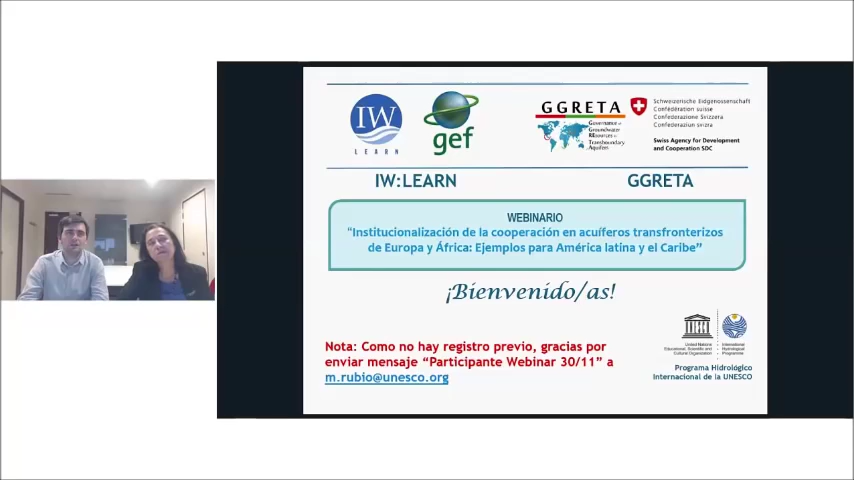 IW
LEARN
gef
GGRETA
Governance of
Groundwater
REsources in
Transboundary
Aquifers
Schweizerische Eidgenossenschaft
Confédération suisse
Confederazione Svizzera
Confederaziun svizra
Swiss Agency for Development
and Cooperation SDC
IW:LEARN
GGRETA
WEBINARIO
“Institucionalización de la cooperación en acuíferos transfronterizos
de Europa y África: Ejemplos para América latina y el Caribe”
¡Bienvenido/as!
Nota: Como no hay registro previo, gracias por
enviar mensaje “Participante Webinar 30/11” a
m.rubio@unesco.org
United Nations
Educational, Scientific and
Cultural Organization
International
Hydrological
Programme
Programa Hidrológico
Internacional de la UNESCO